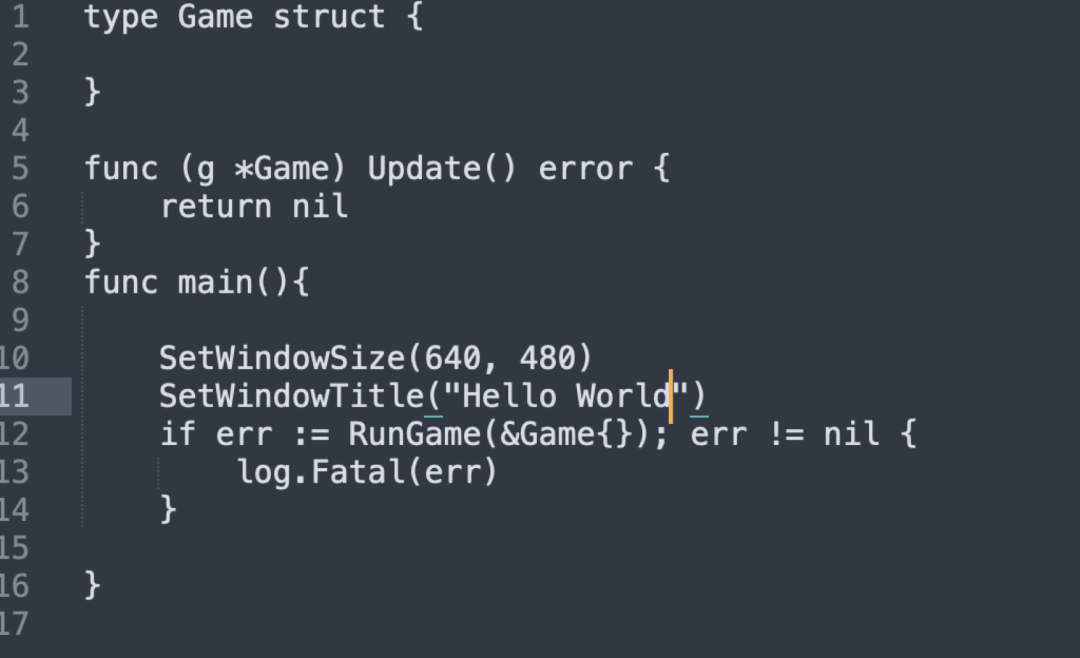 1 type Game struct {
2
3 }
4
5 func (g *Game) Update() error {
6     return nil
7 }
8 func main(){
9
10     SetWindowSize(640, 480)
11     SetWindowTitle("Hello World")
12     if err := RunGame(&Game{}); err != nil {
13         log.Fatal(err)
14     }
15
16 }
17